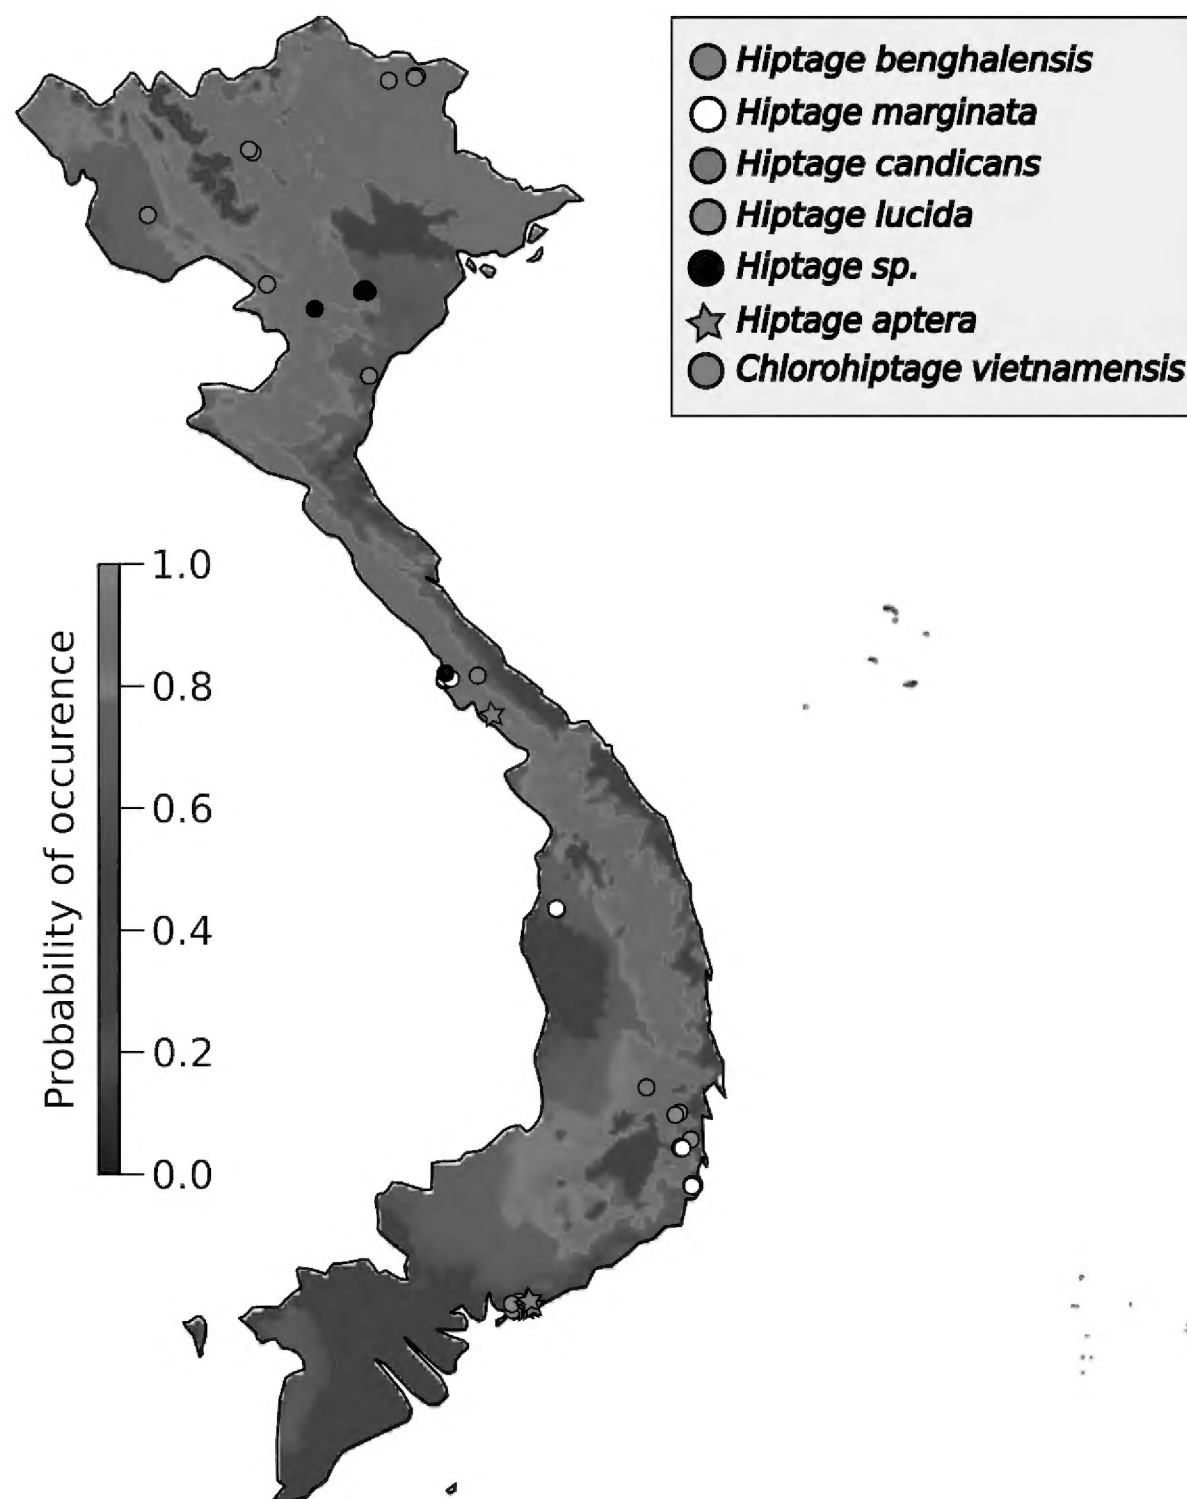 Hiptage benghalensis
Hiptage marginata
Hiptage candicans
Hiptage lucida
Hiptage sp.
Hiptage aptera
Chlorohiptage vietnamensis
Probability of occurence
1.0
0.8
0.6
0.4
0.2
0.0